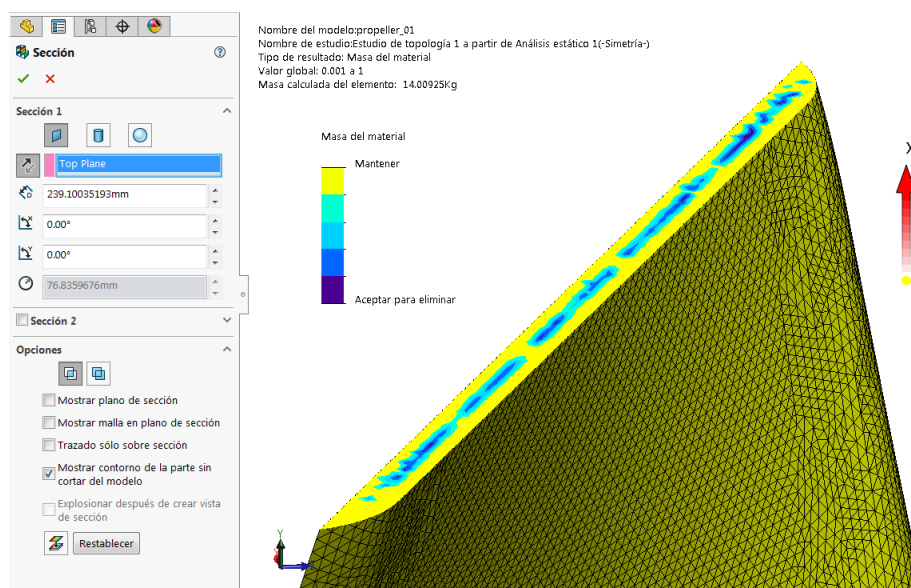 Sección
Sección 1
Top Plane
239.10035193mm
0.00°
0.00°
76.8359676mm
Sección 2
Opciones
Mostrar plano de sección
Mostrar malla en plano de sección
Trazado sólo sobre sección
Mostrar contorno de la parte sin
cortar del modelo
Explosionar después de crear vista
de sección
Restablecer
Nombre del modelo:propeller_01
Nombre de estudio:Estudio de topología 1 a partir de Análisis estático 1(-Simetría-)
Tipo de resultado: Masa del material
Valor global: 0.001 a 1
Masa calculada del elemento: 14.00925Kg
Masa del material
Mantener
Aceptar para eliminar
Y
X